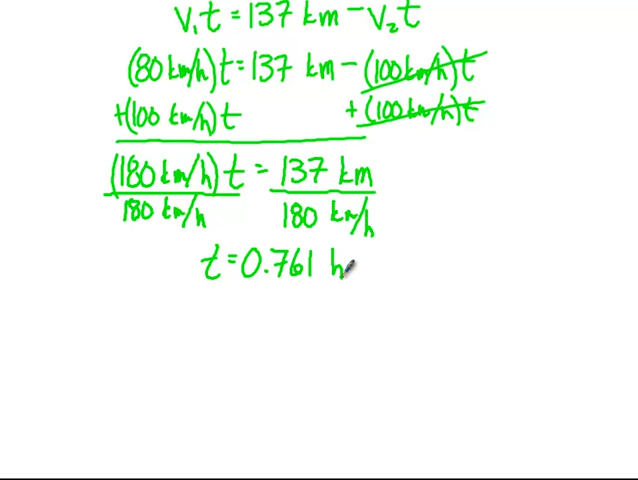 V₁t = 137 km − V₂t
(80 km/h)t = 137 km − (100 km/h)t
+(100 km/h)t +(100 km/h)t
(180 km/h)t = 137 km
180 km/h 180 km/h
t = 0.761 h